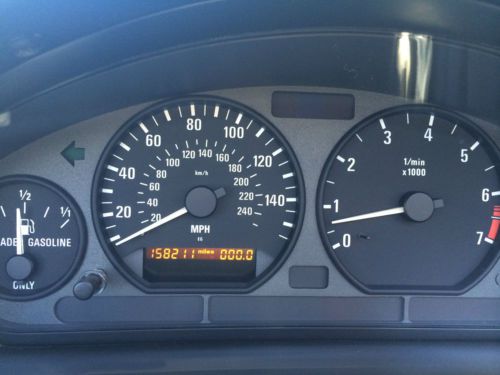 1/2
1/1
ADED GASOLINE
ONLY
20 40 60 80 100 120 140
20 40 60 80 100 120 140 160 180 200 220 240
km/h
MPH
158211 miles 000.0
0 1 2 3 4 5 6 7
1/min
x1000